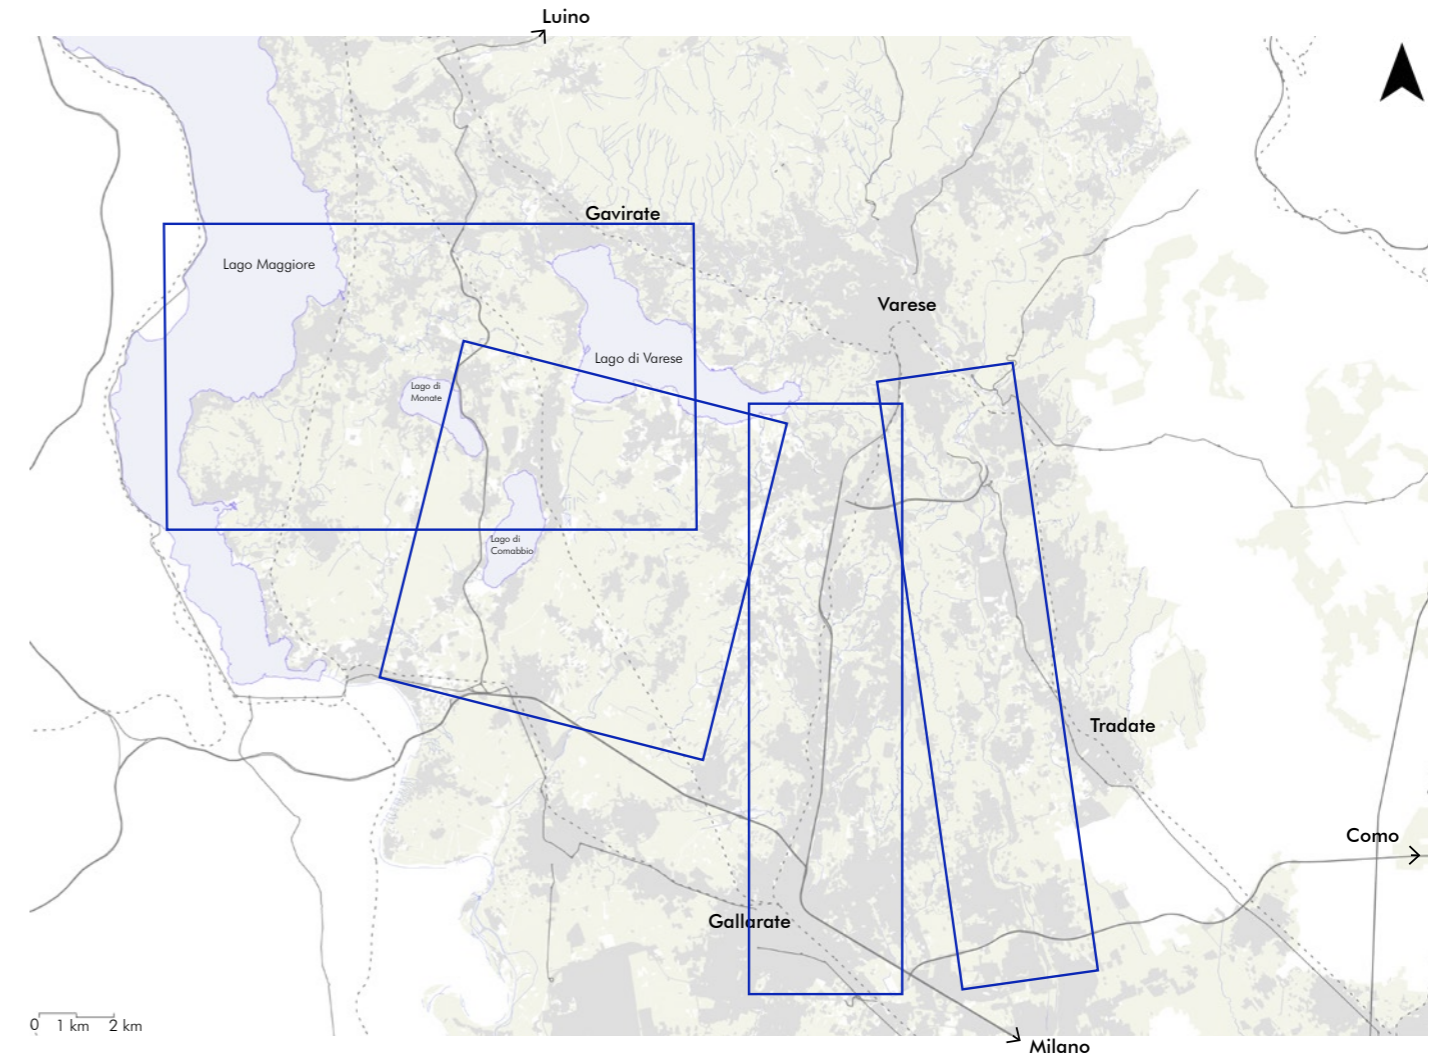 Luino
Gavirate
Lago Maggiore
Varese
Lago di Varese
Lago di
Monate
Lago di
Comabbio
Tradate
Como
Gallarate
0 1 km 2 km
Milano